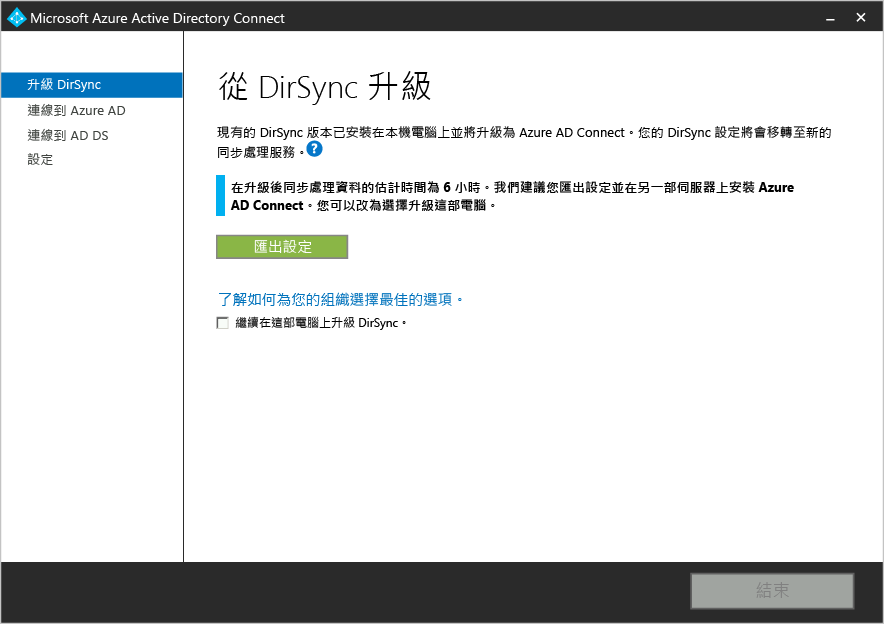 Microsoft Azure Active Directory Connect
升級 DirSync
連線到 Azure AD
連線到 AD DS
設定
從 DirSync 升級
現有的 DirSync 版本已安裝在本機電腦上並將升級為 Azure AD Connect。您的 DirSync 設定將會移轉至新的
同步處理服務。?
在升級後同步處理資料的估計時間為 6 小時。我們建議您匯出設定並在另一部伺服器上安裝 Azure
AD Connect。您可以改為選擇升級這部電腦。
匯出設定
了解如何為您的組織選擇最佳的選項。
繼續在這部電腦上升級 DirSync。
結束